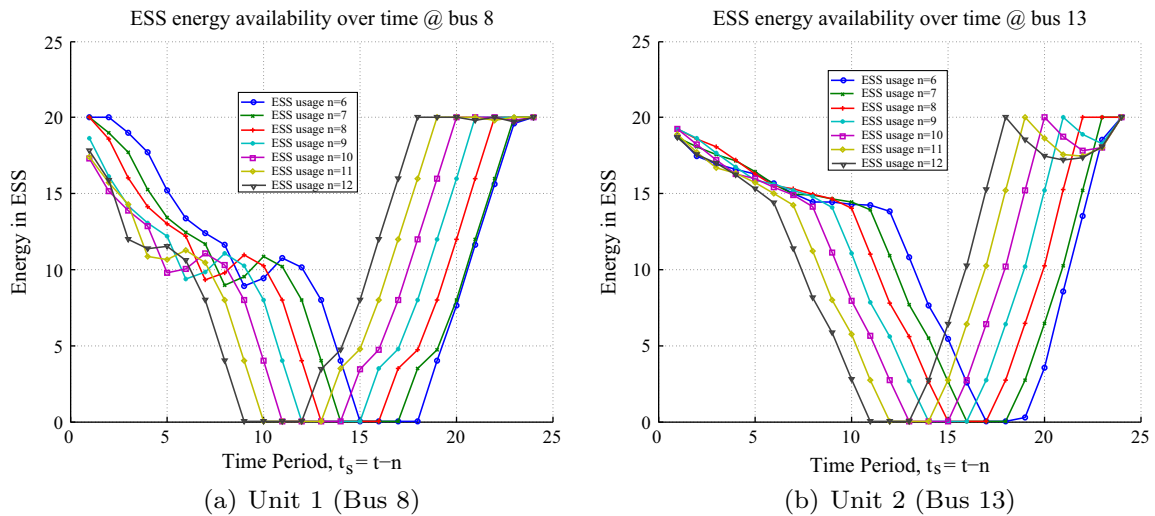 ESS energy availability over time @ bus 8
25
20
15
10
5
0
0
5
10
15
20
25
Energy in ESS
Time Period, ts= t−n
ESS usage n=6
ESS usage n=7
ESS usage n=8
ESS usage n=9
ESS usage n=10
ESS usage n=11
ESS usage n=12
(a) Unit 1 (Bus 8)
ESS energy availability over time @ bus 13
25
20
15
10
5
0
0
5
10
15
20
25
Energy in ESS
Time Period, ts= t−n
ESS usage n=6
ESS usage n=7
ESS usage n=8
ESS usage n=9
ESS usage n=10
ESS usage n=11
ESS usage n=12
(b) Unit 2 (Bus 13)